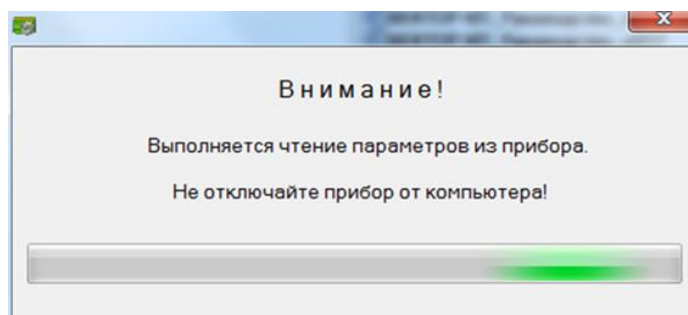 Внимание!
Выполняется чтение параметров из прибора.
Не отключайте прибор от компьютера!